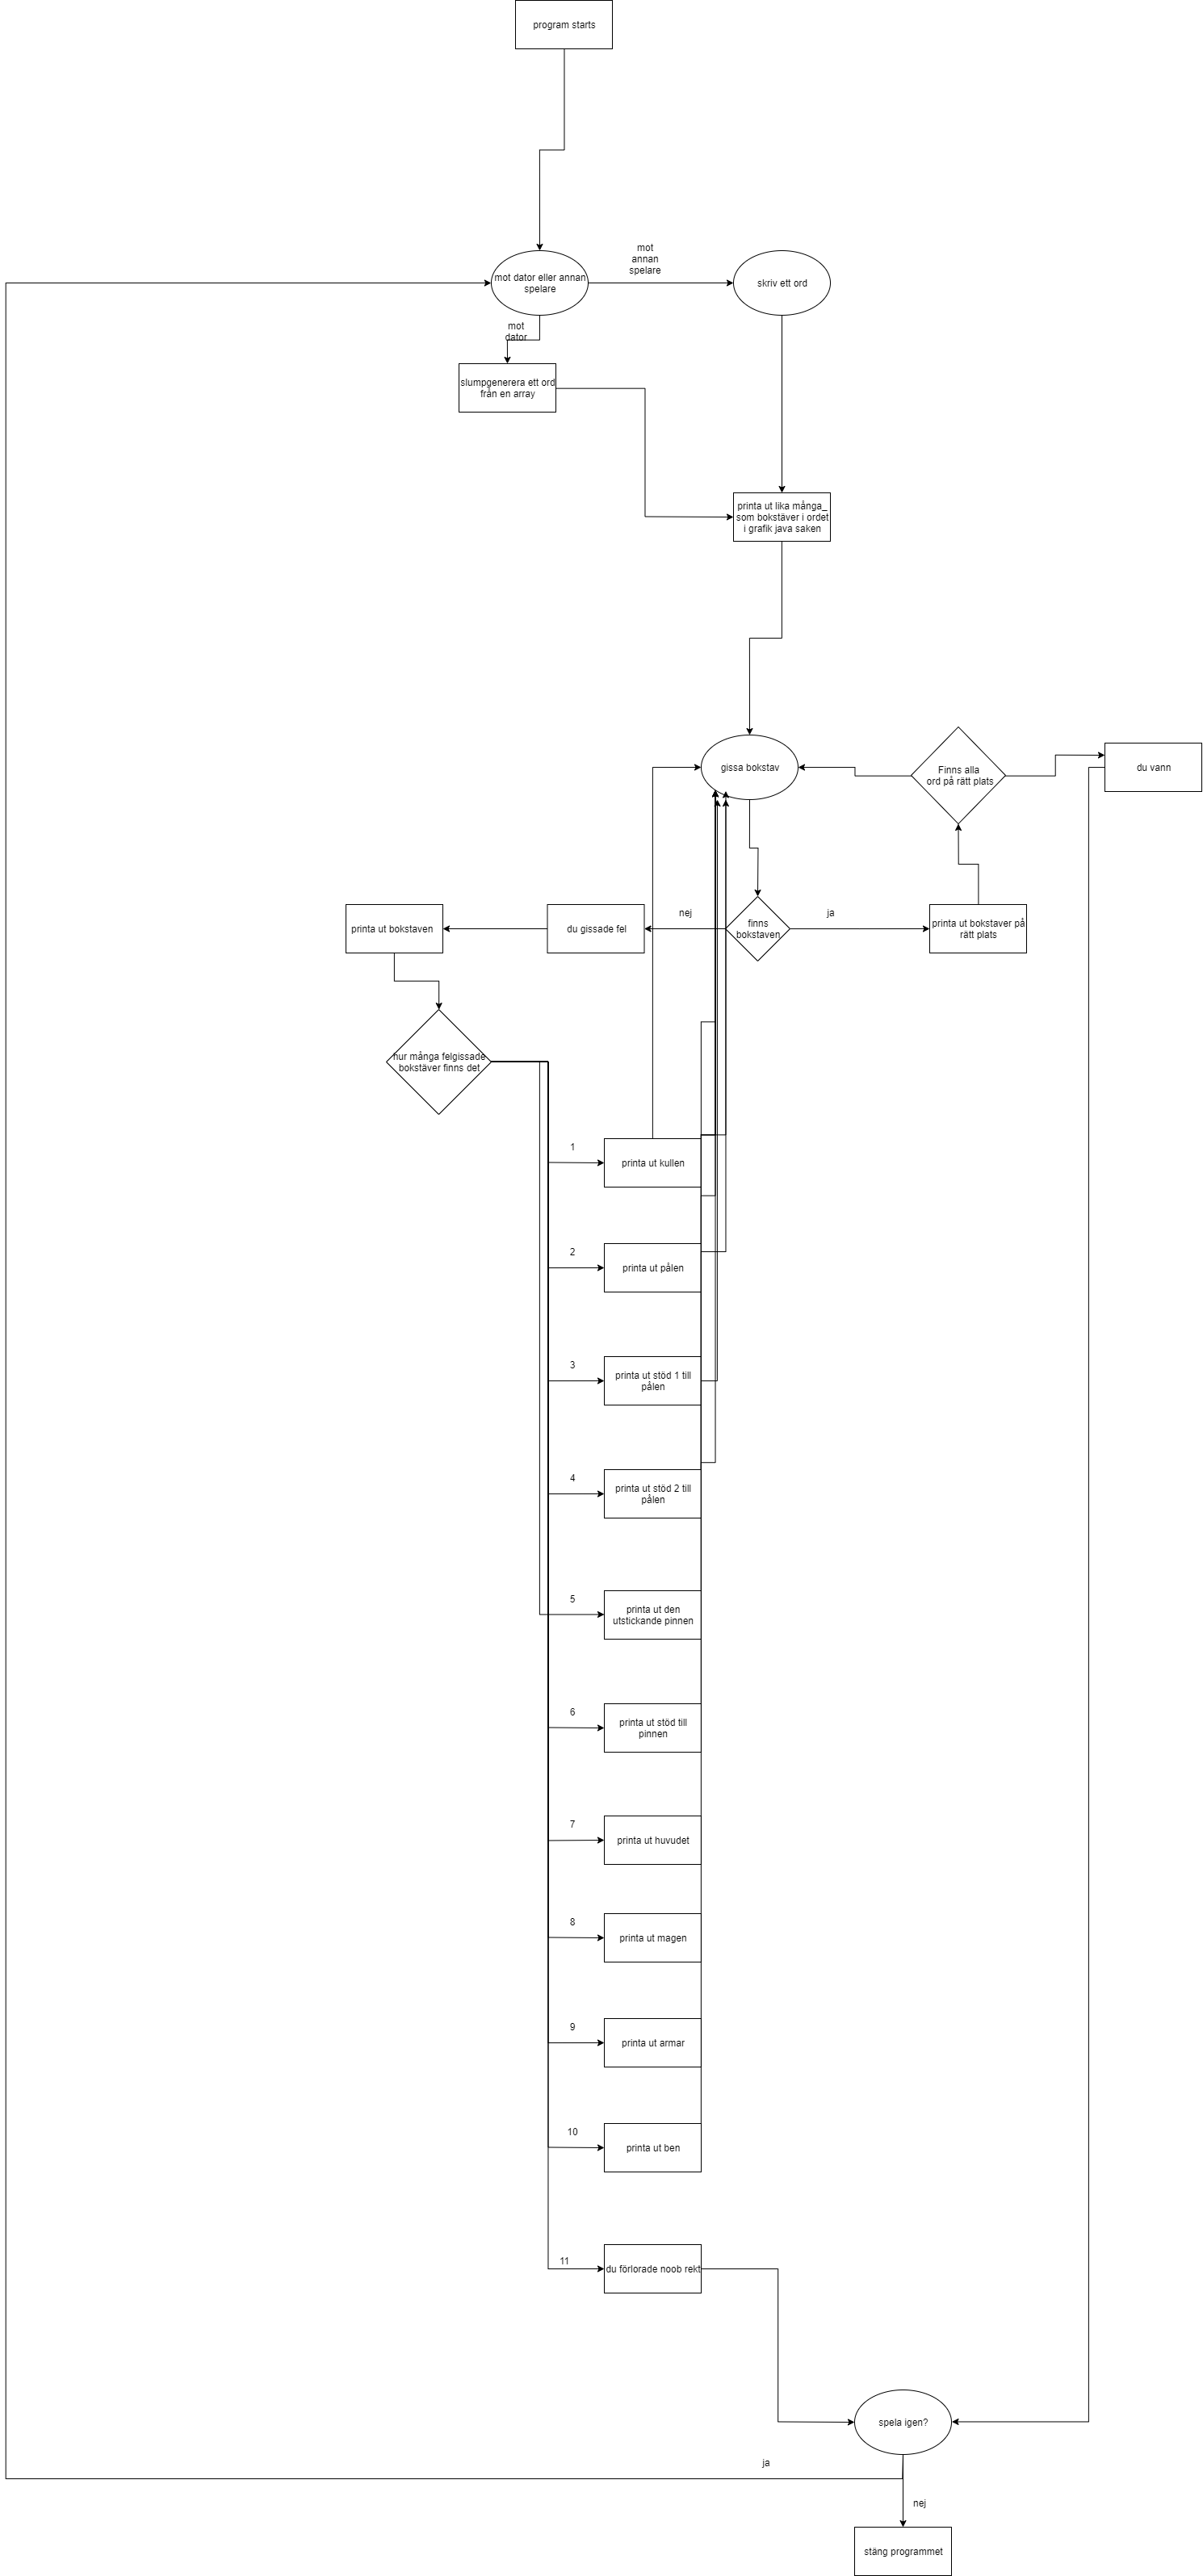 program starts
mot
annan
spelare
mot dator eller annan
spelare
skriv ett ord
mot
dator
slumpgenerera ett ord
från en array
printa ut lika många_
som bokstäver i ordet
i grafik java saken
gissa bokstav
Finns alla
ord på rätt plats
du vann
nej
ja
printa ut bokstaven
du gissade fel
finns
bokstaven
printa ut bokstaver på
rätt plats
hur många felgissade
bokstäver finns det
1
printa ut kullen
2
printa ut pålen
3
printa ut stöd 1 till
pålen
4
printa ut stöd 2 till
pålen
5
printa ut den
utstickande pinnen
6
printa ut stöd till
pinnen
7
printa ut huvudet
8
printa ut magen
9
printa ut armar
10
printa ut ben
11
du förlorade noob rekt
spela igen?
ja
nej
stäng programmet